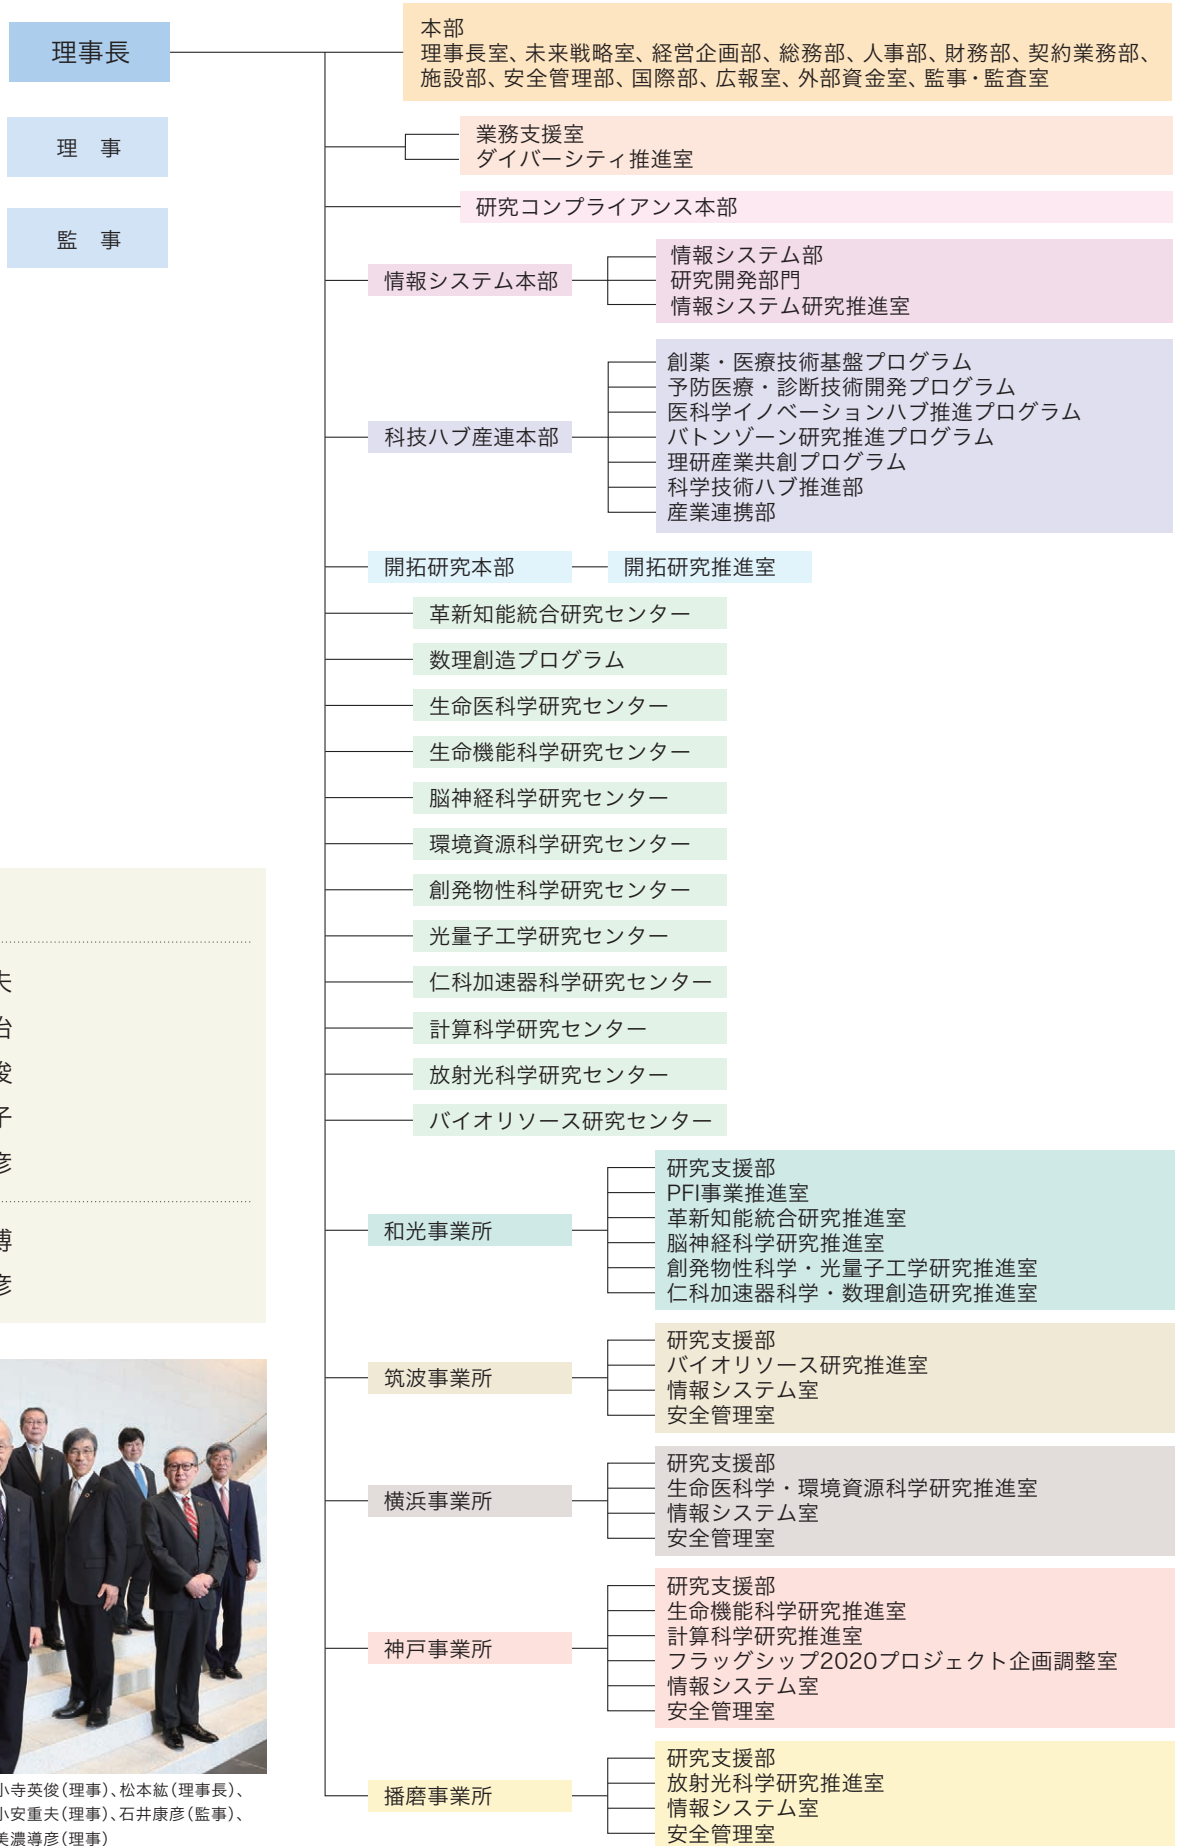 理事長
理 事
監 事
本部
理事長室、未来戦略室、経営企画部、総務部、人事部、財務部、契約業務部、
施設部、安全管理部、国際部、広報室、外部資金室、監事・監査室
業務支援室
ダイバーシティ推進室
研究コンプライアンス本部
情報システム本部
情報システム部
研究開発部門
情報システム研究推進室
科技ハブ産連本部
創薬・医療技術基盤プログラム
予防医療・診断技術開発プログラム
医科学イノベーションハブ推進プログラム
バトンゾーン研究推進プログラム
理研産業共創プログラム
科学技術ハブ推進部
産業連携部
開拓研究本部
開拓研究推進室
革新知能統合研究センター
数理創造プログラム
生命医科学研究センター
生命機能科学研究センター
脳神経科学研究センター
環境資源科学研究センター
創発物性科学研究センター
光量子工学研究センター
仁科加速器科学研究センター
計算科学研究センター
放射光科学研究センター
バイオリソース研究センター
和光事業所
研究支援部
PFI事業推進室
革新知能統合研究推進室
脳神経科学研究推進室
創発物性科学・光量子工学研究推進室
仁科加速器科学・数理創造研究推進室
筑波事業所
研究支援部
バイオリソース研究推進室
情報システム室
安全管理室
横浜事業所
研究支援部
生命医科学・環境資源科学研究推進室
情報システム室
安全管理室
神戸事業所
研究支援部
生命機能科学研究推進室
計算科学研究推進室
フラッグシップ2020プロジェクト企画調整室
情報システム室
安全管理室
播磨事業所
研究支援部
放射光科学研究推進室
情報システム室
安全管理室
夫
治
俊
子
彦
博
彦
小寺英俊(理事)、松本紘(理事長)、
小安重夫(理事)、石井康彦(監事)、
美濃導彦(理事)